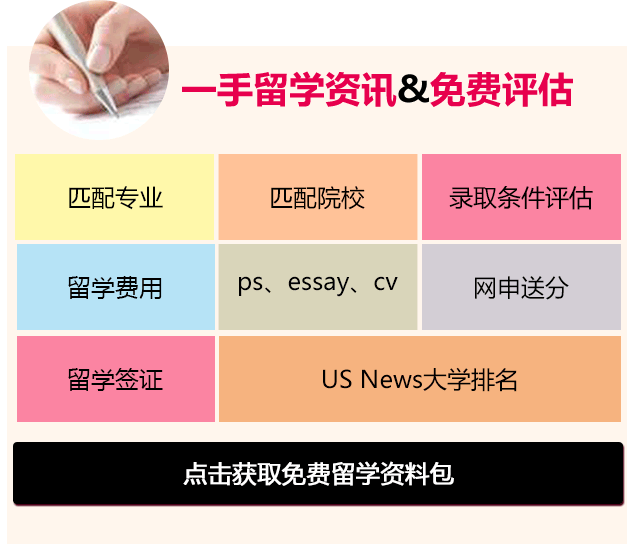 一手留学资讯&免费评估
匹配专业
匹配院校
录取条件评估
留学费用
ps、essay、cv
网申送分
留学签证
US News大学排名
点击获取免费留学资料包